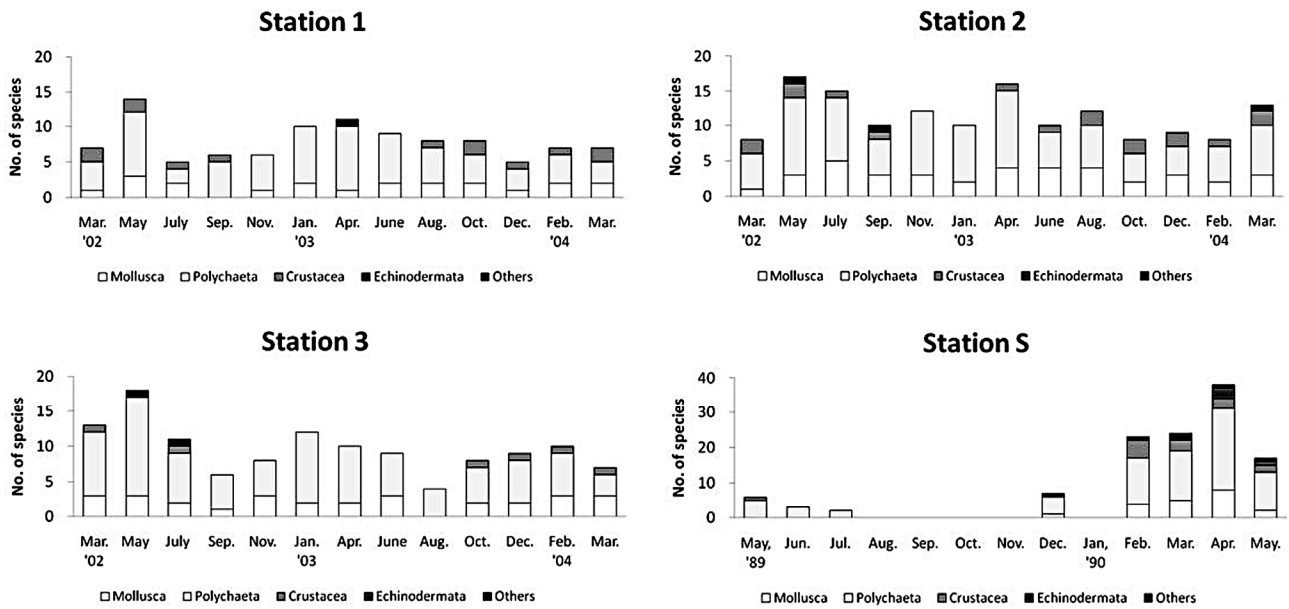 Station 1
No. of species
20
15
10
5
0
Mar. May July Sep. Nov. Jan. Apr. June Aug. Oct. Dec. Feb. Mar.
'02 '03 '04
Mollusca Polychaeta Crustacea Echinodermata Others
Station 2
No. of species
20
15
10
5
0
Mar. May July Sep. Nov. Jan. Apr. June Aug. Oct. Dec. Feb. Mar.
'02 '03 '04
Mollusca Polychaeta Crustacea Echinodermata Others
Station 3
No. of species
20
15
10
5
0
Mar. May July Sep. Nov. Jan. Apr. June Aug. Oct. Dec. Feb. Mar.
'02 '03 '04
Mollusca Polychaeta Crustacea Echinodermata Others
Station S
No. of species
40
30
20
10
0
May, Jun. Jul. Aug. Sep. Oct. Nov. Dec. Jan, Feb. Mar. Apr. May.
'89 '90
Mollusca Polychaeta Crustacea Echinodermata Others